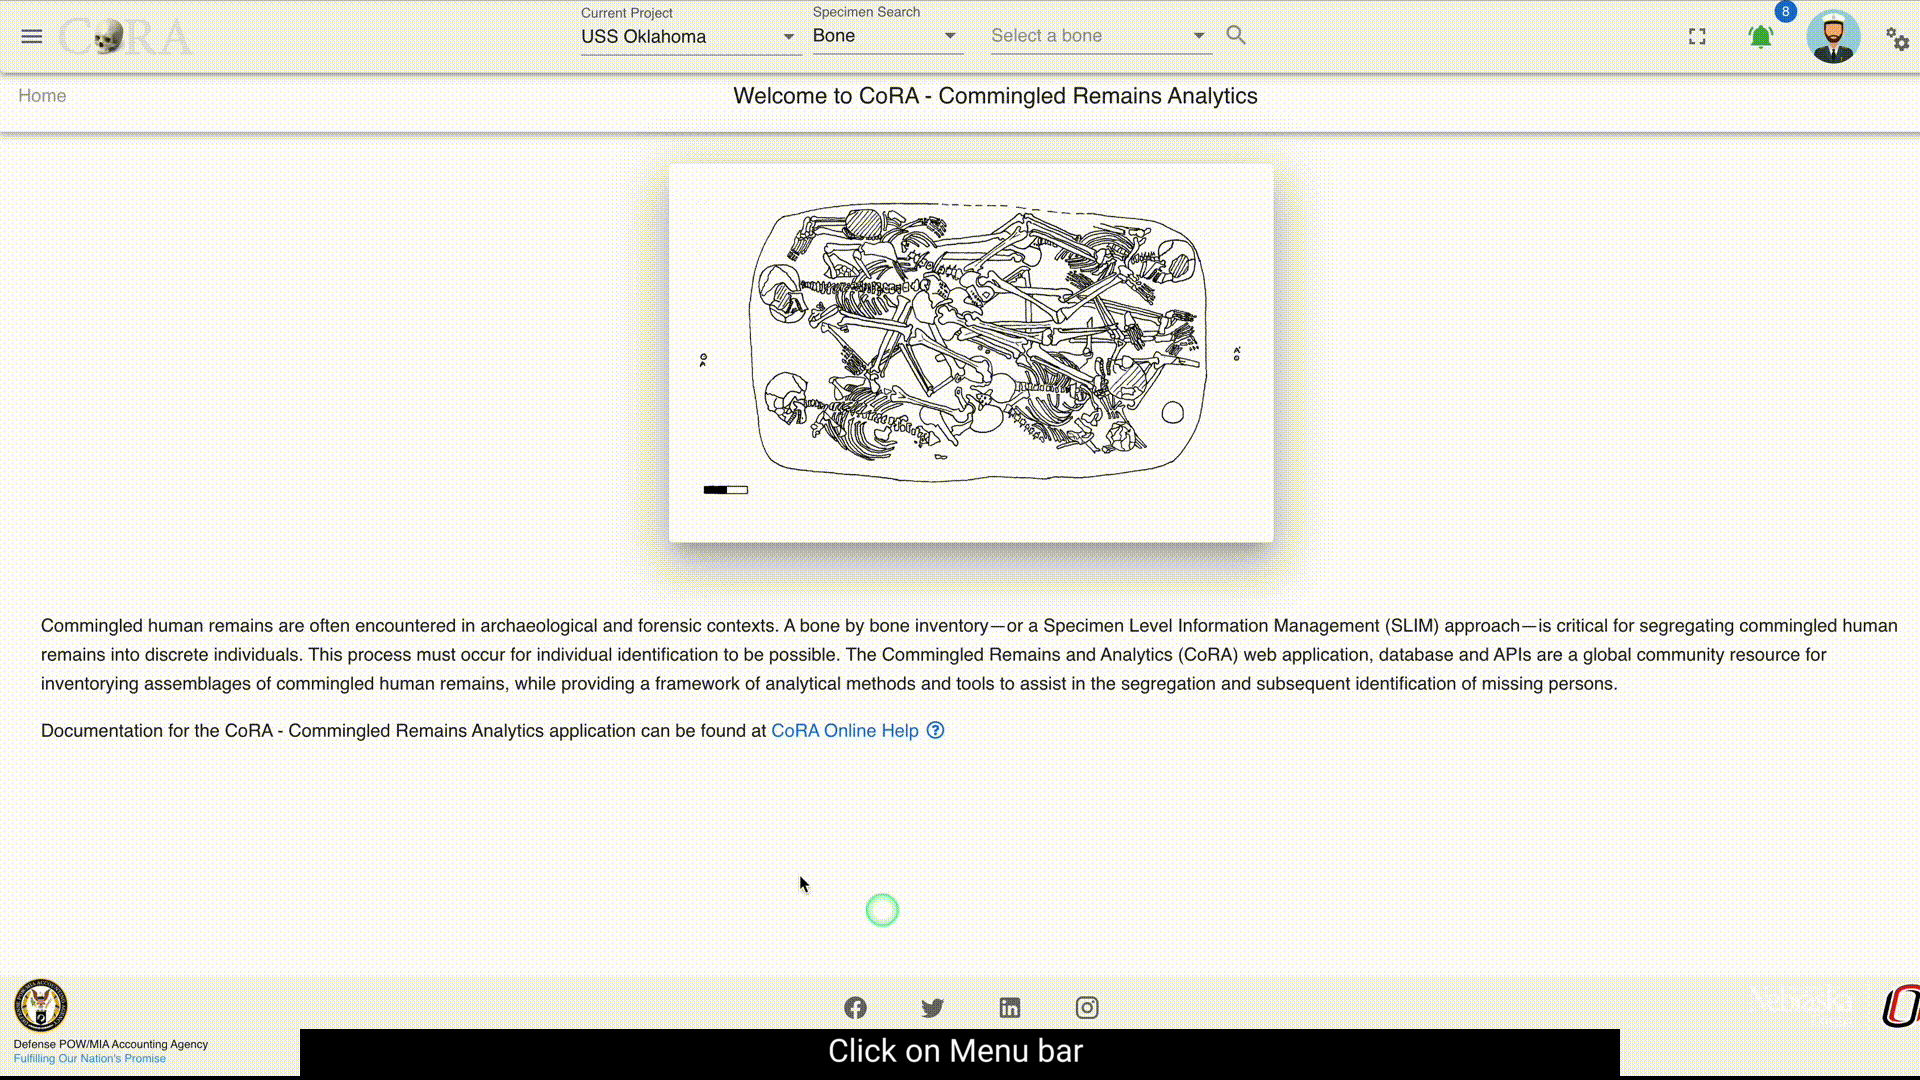 CoRA
Current Project
USS Oklahoma
Specimen Search
Bone
Select a bone
8
Home
Welcome to CoRA - Commingled Remains Analytics
Commingled human remains are often encountered in archaeological and forensic contexts. A bone by bone inventory—or a Specimen Level Information Management (SLIM) approach—is critical for segregating commingled human
remains into discrete individuals. This process must occur for individual identification to be possible. The Commingled Remains and Analytics (CoRA) web application, database and APIs are a global community resource for
inventorying assemblages of commingled human remains, while providing a framework of analytical methods and tools to assist in the segregation and subsequent identification of missing persons.
Documentation for the CoRA - Commingled Remains Analytics application can be found at CoRA Online Help
Nebraska
Defense POW/MIA Accounting Agency
Fulfilling Our Nation's Promise
Click on Menu bar